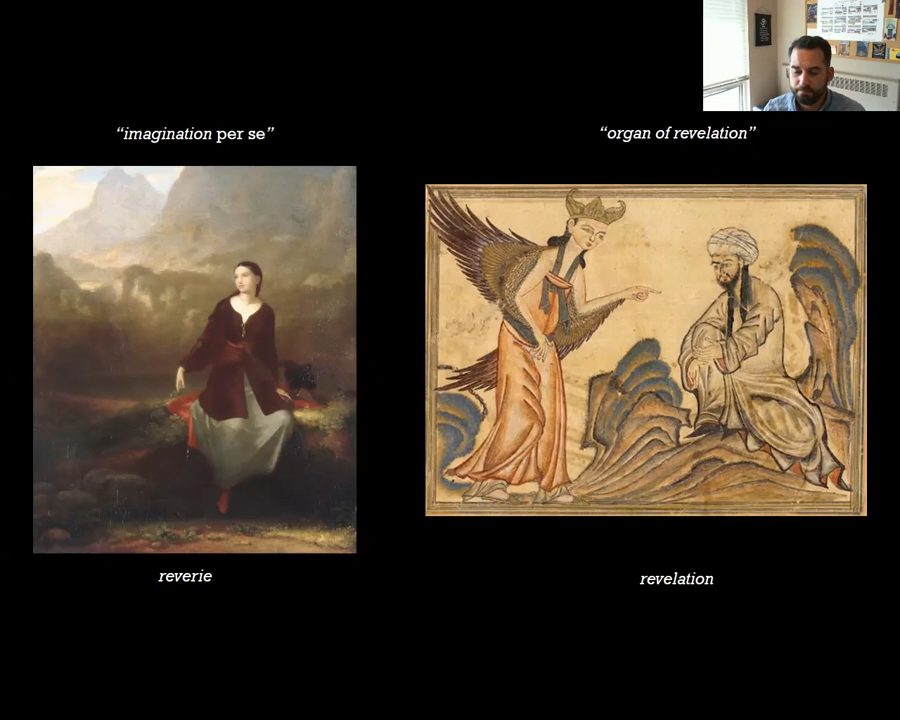 “imagination per se”
“organ of revelation”
reverie
revelation